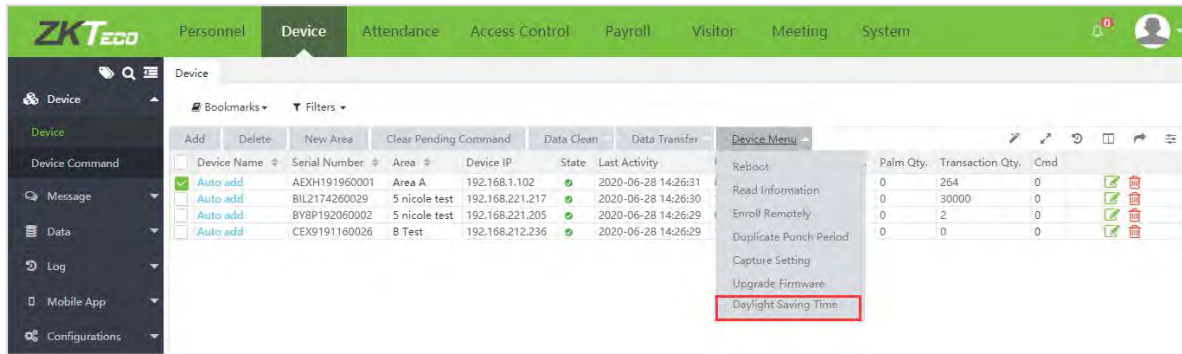 ZKTECO Personnel Device Attendance Access Control Payroll Visitor Meeting System 0
Device
Device
Bookmarks Filters
Device
Add Delete New Area Clear Pending Command Data Clean Data Transfer Device Menu
Device Command
Device Name Serial Number Area Device IP State Last Activity Palm Qty. Transaction Qty. Cmd
Auto add AEXH191960001 Area A 192.168.1.102 2020-06-28 14:26:31 0 264 0
Auto add BIL2174260029 5 nicole test 192.168.221.217 2020-06-28 14:26:30 0 30000 0
Auto add BY8P192060002 5 nicole test 192.168.221.205 2020-06-28 14:26:29 0 2 0
Auto add CEX9191160026 B Test 192.168.212.236 2020-06-28 14:26:29 0 0 0
Reboot
Read Information
Enroll Remotely
Duplicate Punch Period
Capture Setting
Upgrade Firmware
Daylight Saving Time
Message
Data
Log
Mobile App
Configurations